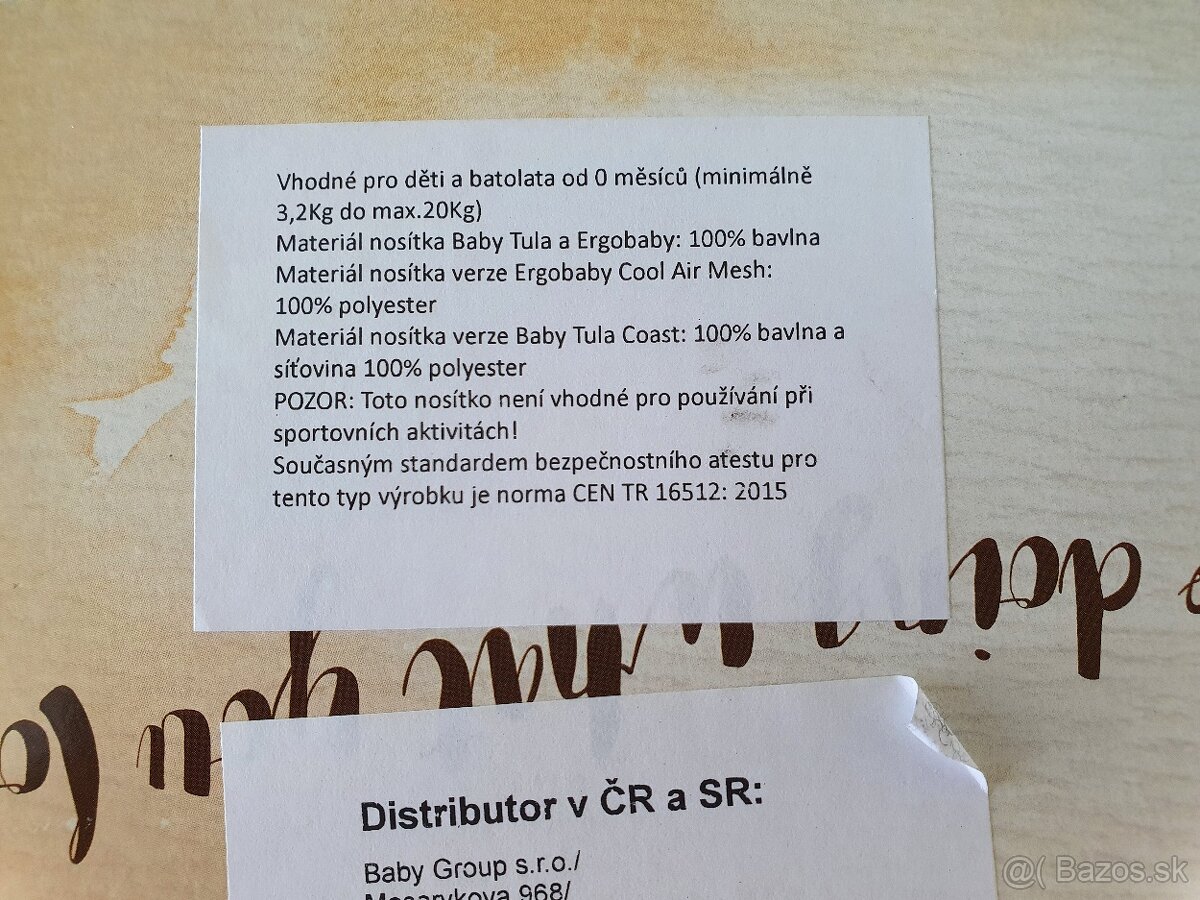 Vhodné pro děti a batolata od 0 měsíců (minimálně
3,2Kg do max.20Kg)
Materiál nosítka Baby Tula a Ergobaby: 100% bavlna
Materiál nosítka verze Ergobaby Cool Air Mesh:
100% polyester
Materiál nosítka verze Baby Tula Coast: 100% bavlna a
síťovina 100% polyester
POZOR: Toto nosítko není vhodné pro používání při
sportovních aktivitách!
Současným standardem bezpečnostního atestu pro
tento typ výrobku je norma CEN TR 16512: 2015
Distributor v ČR a SR:
Baby Group s.r.o./
Masarykova 968/
@( Bazos.sk